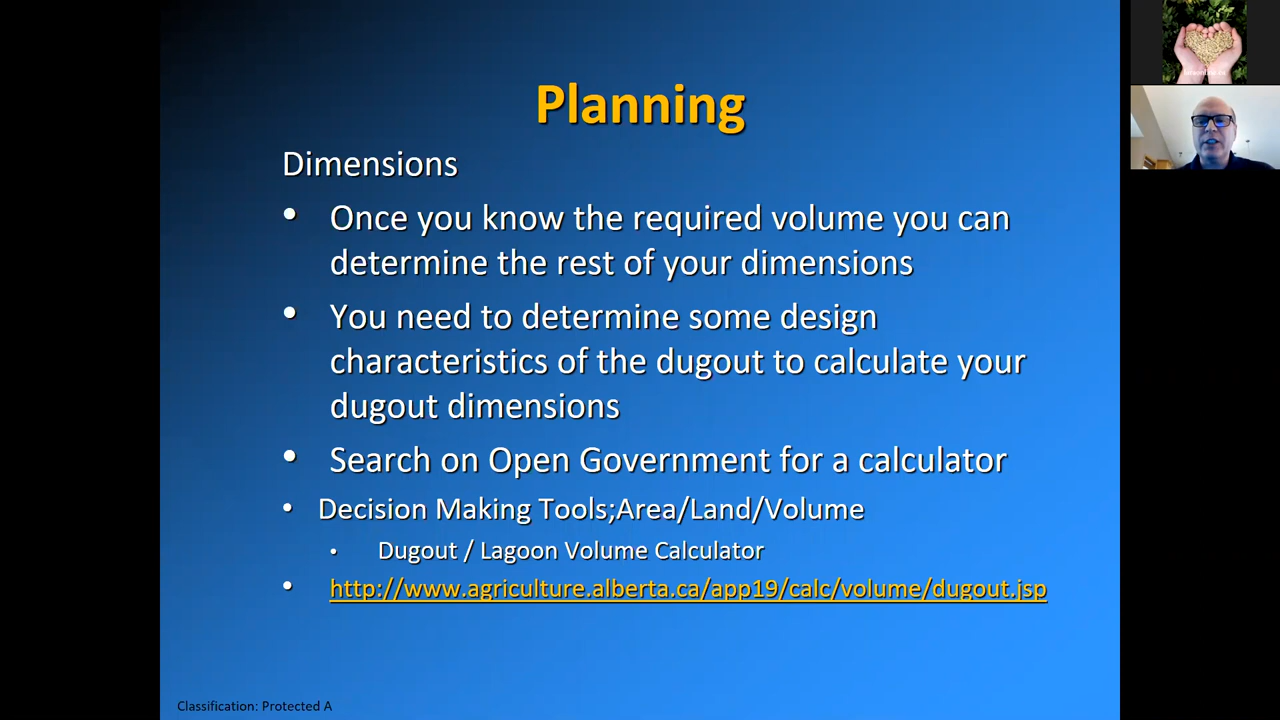 Planning
Dimensions
• Once you know the required volume you can
determine the rest of your dimensions
• You need to determine some design
characteristics of the dugout to calculate your
dugout dimensions
• Search on Open Government for a calculator
• Decision Making Tools;Area/Land/Volume
• Dugout / Lagoon Volume Calculator
• http://www.agriculture.alberta.ca/app19/calc/volume/dugout.jsp
Classification: Protected A